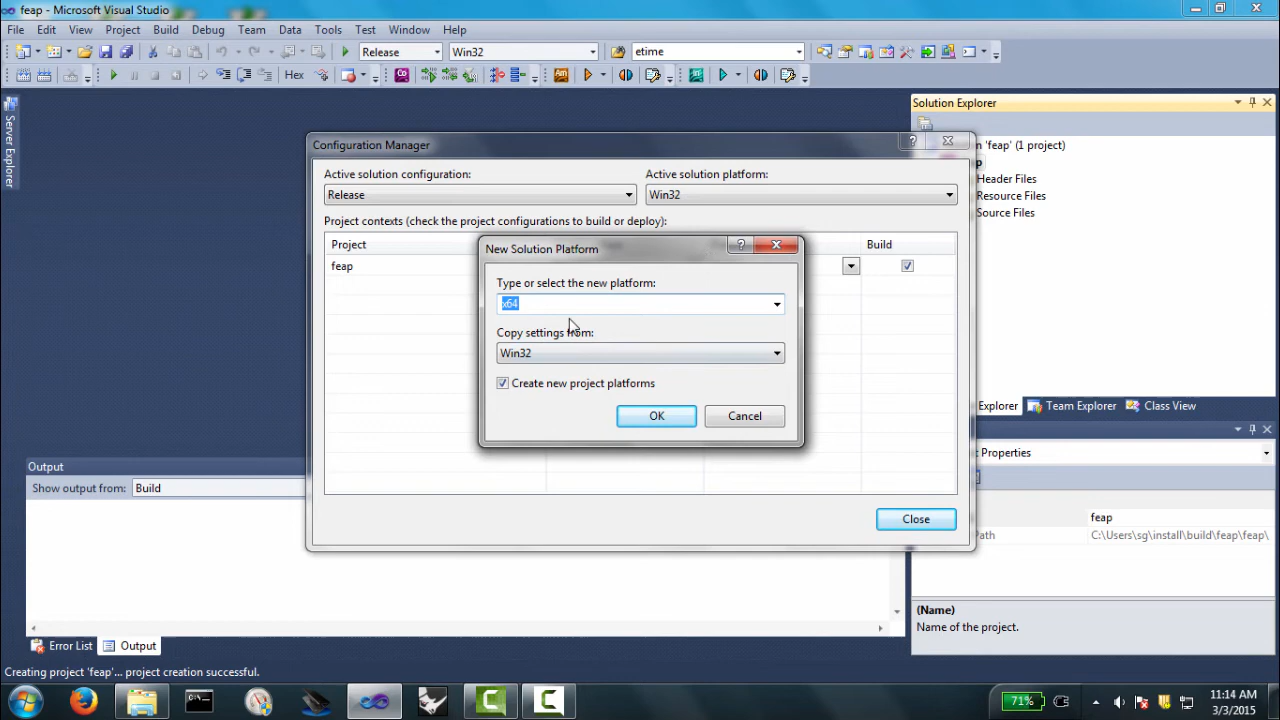 feap - Microsoft Visual Studio
File Edit View Project Build Debug Team Data Tools Test Window Help
Release Win32 etime
Hex
Server Explorer
Solution Explorer
n 'feap' (1 project)
p
Header Files
Resource Files
Source Files
Configuration Manager
Active solution configuration: Active solution platform:
Release Win32
Project contexts (check the project configurations to build or deploy):
Project Build
feap
New Solution Platform
Type or select the new platform:
x64
Copy settings from:
Win32
Create new project platforms
OK Cancel
Close
Explorer Team Explorer Class View
t Properties
feap
Path C:\Users\sg\install\build\feap\feap\
(Name)
Name of the project.
Output
Show output from: Build
Error List Output
Creating project 'feap'... project creation successful.
71%
11:14 AM
3/3/2015